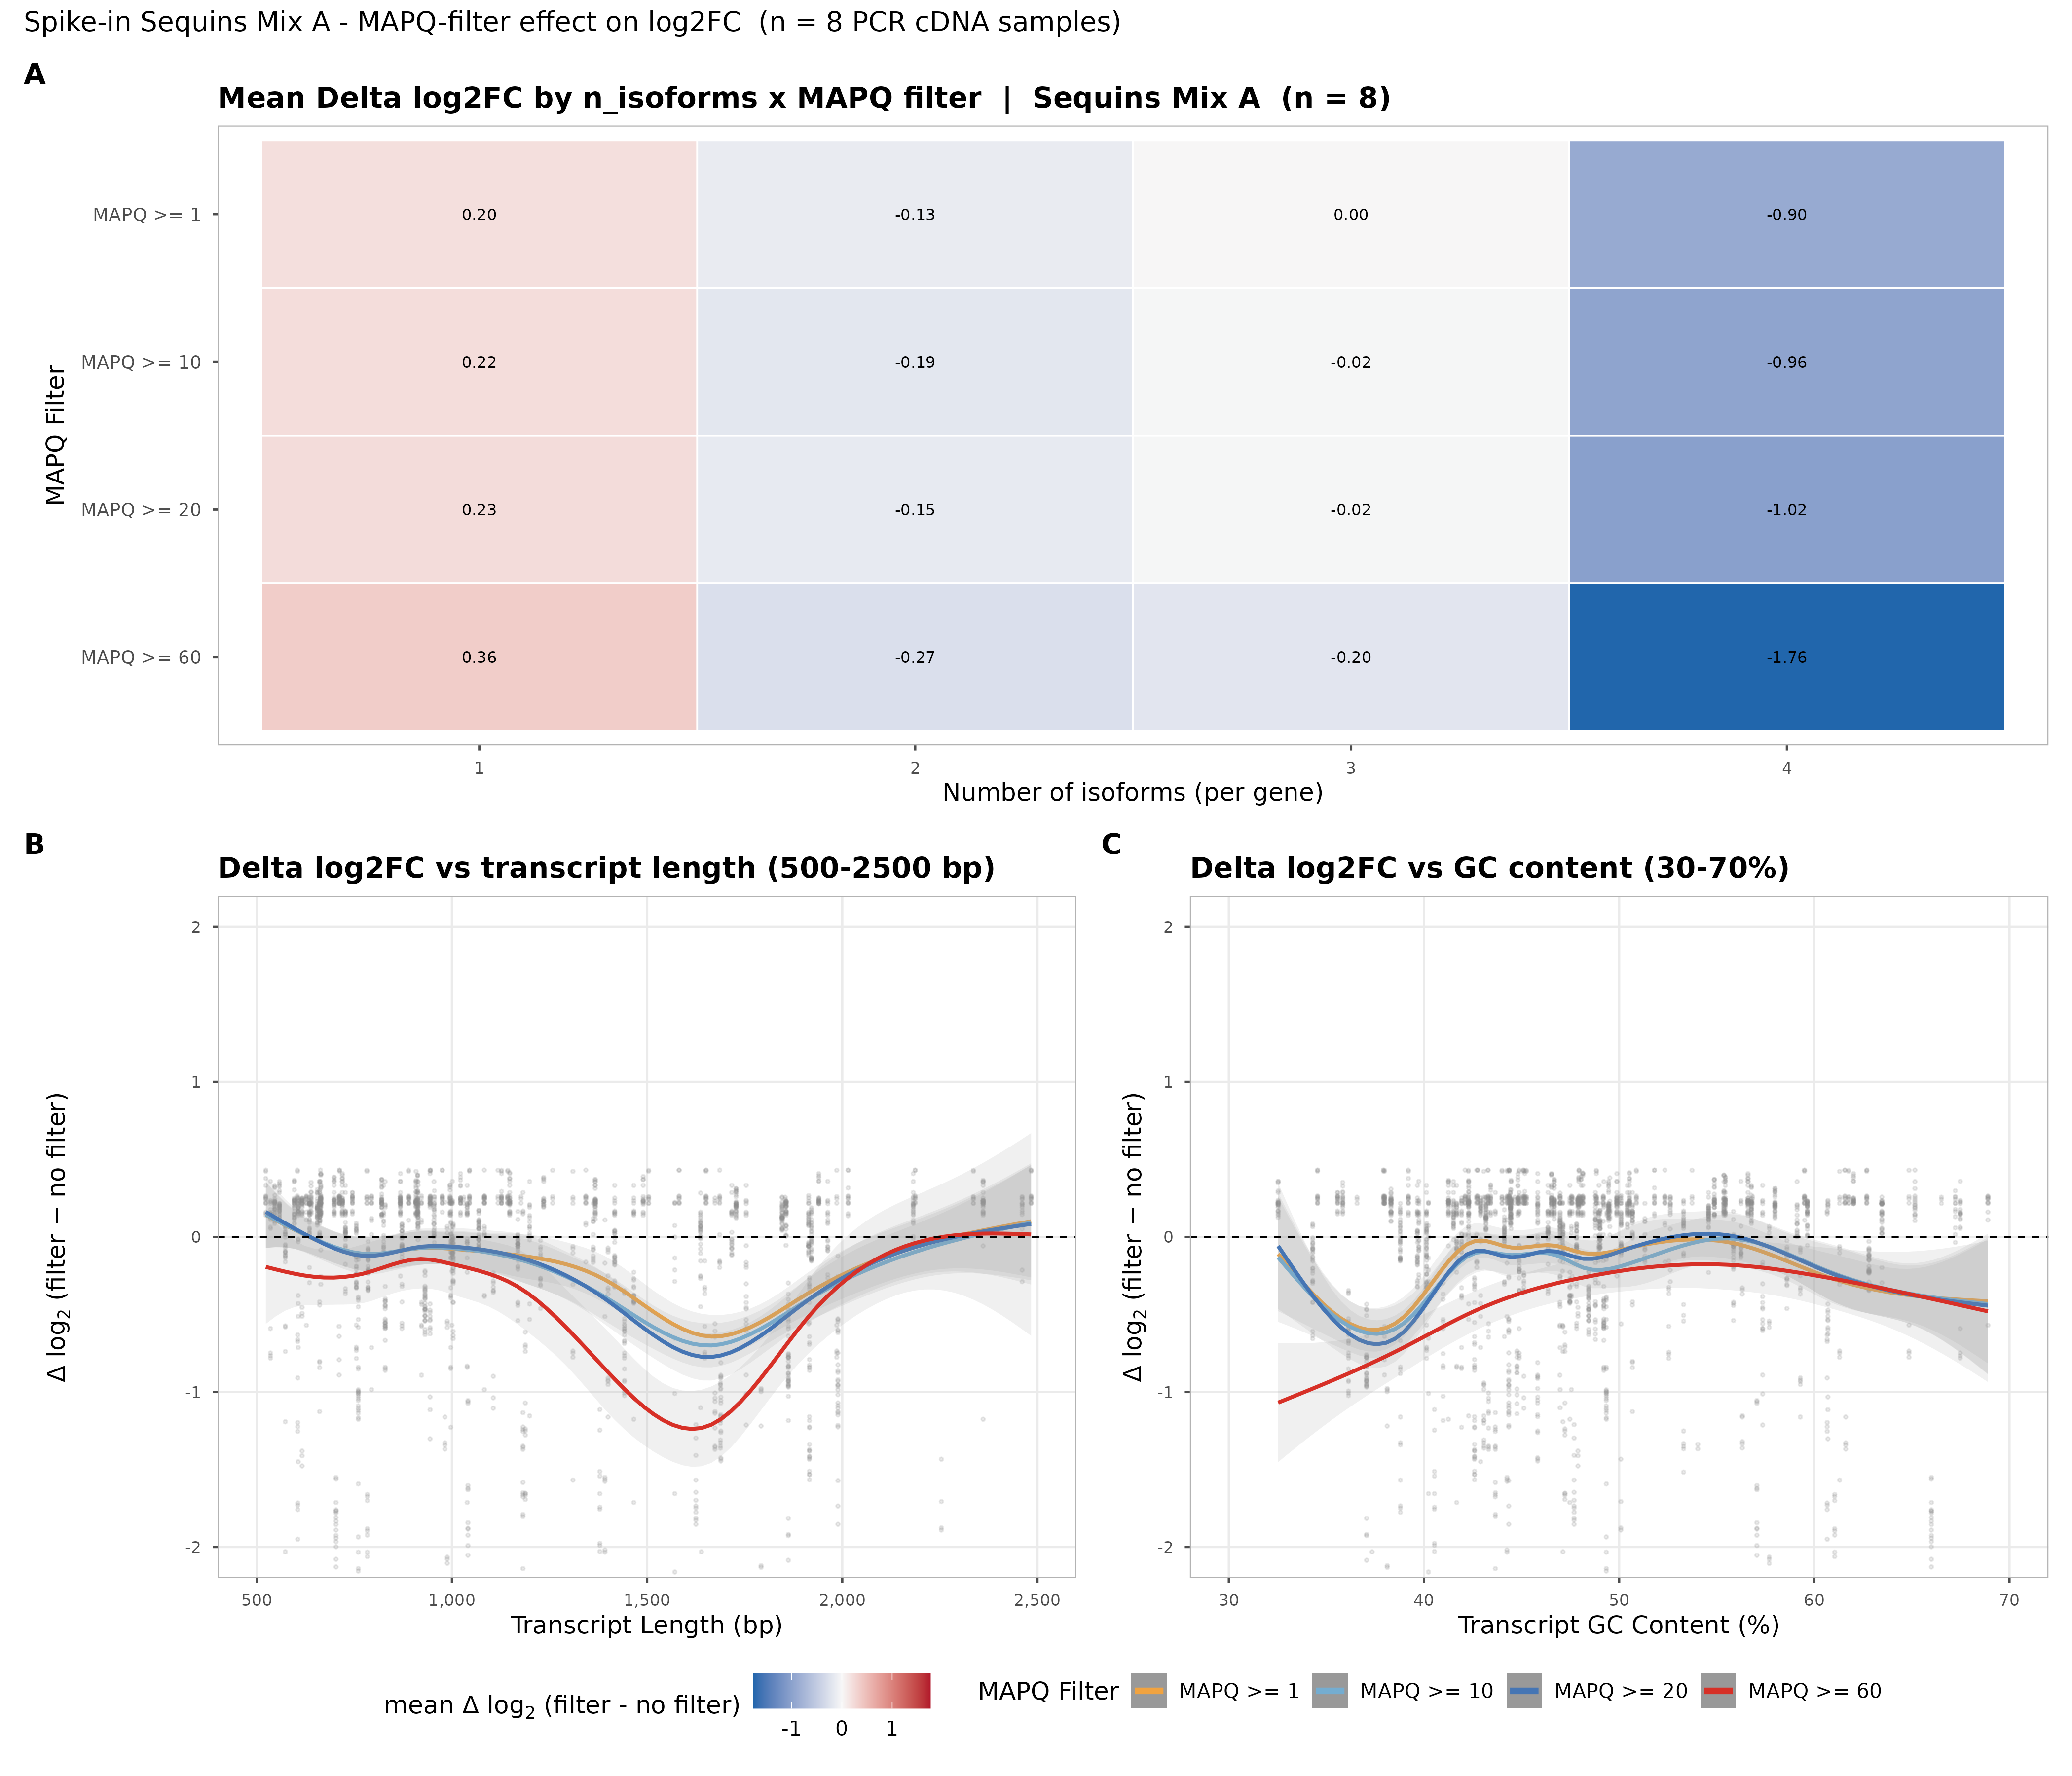 Spike-in Sequins Mix A - MAPQ-filter effect on log2FC  (n = 8 PCR cDNA samples)
A
Mean Delta log2FC by n_isoforms x MAPQ filter  |  Sequins Mix A  (n = 8)
MAPQ Filter
MAPQ >= 1
0.20
-0.13
0.00
-0.90
MAPQ >= 10
0.22
-0.19
-0.02
-0.96
MAPQ >= 20
0.23
-0.15
-0.02
-1.02
MAPQ >= 60
0.36
-0.27
-0.20
-1.76
1
2
3
4
Number of isoforms (per gene)
B
Delta log2FC vs transcript length (500-2500 bp)
Δ log₂ (filter − no filter)
2
1
0
-1
-2
500
1,000
1,500
2,000
2,500
Transcript Length (bp)
C
Delta log2FC vs GC content (30-70%)
Δ log₂ (filter − no filter)
2
1
0
-1
-2
30
40
50
60
70
Transcript GC Content (%)
mean Δ log₂ (filter - no filter)
-1
0
1
MAPQ Filter
MAPQ >= 1
MAPQ >= 10
MAPQ >= 20
MAPQ >= 60